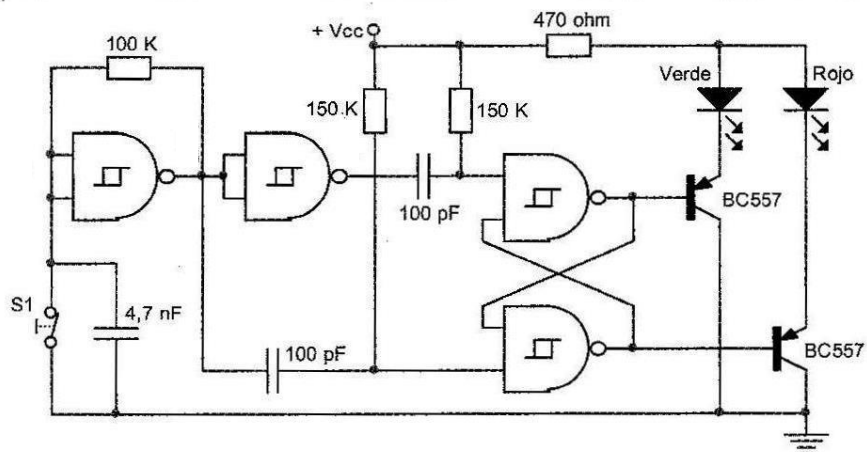 470 ohm
+ Vcc
100 K
Verde
Rojo
150 K
150 K
100 pF
BC557
S1
4,7 nF
100 pF
BC557